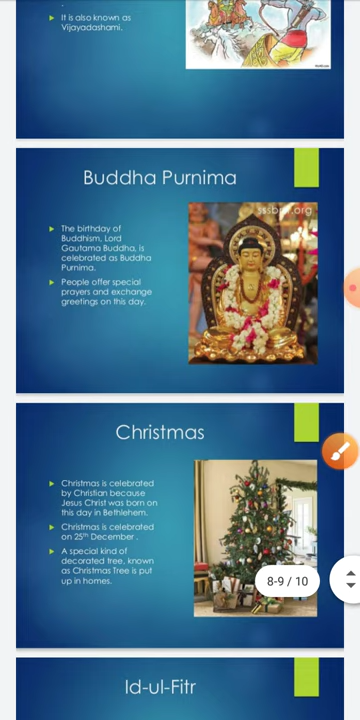 It is also known as
Vijayadashami.
Buddha Purnima
The birthday of
Buddhism, Lord
Gautama Buddha, is
celebrated as Buddha
Purnima.
People offer special
prayers and exchange
greetings on this day.
Christmas
Christmas is celebrated
by Christian because
Jesus Christ was born on
this day in Bethlehem.
Christmas is celebrated
on 25th December .
A special kind of
decorated tree, known
as Christmas Tree is put
up in homes.
8-9 / 10
Id-ul-Fitr